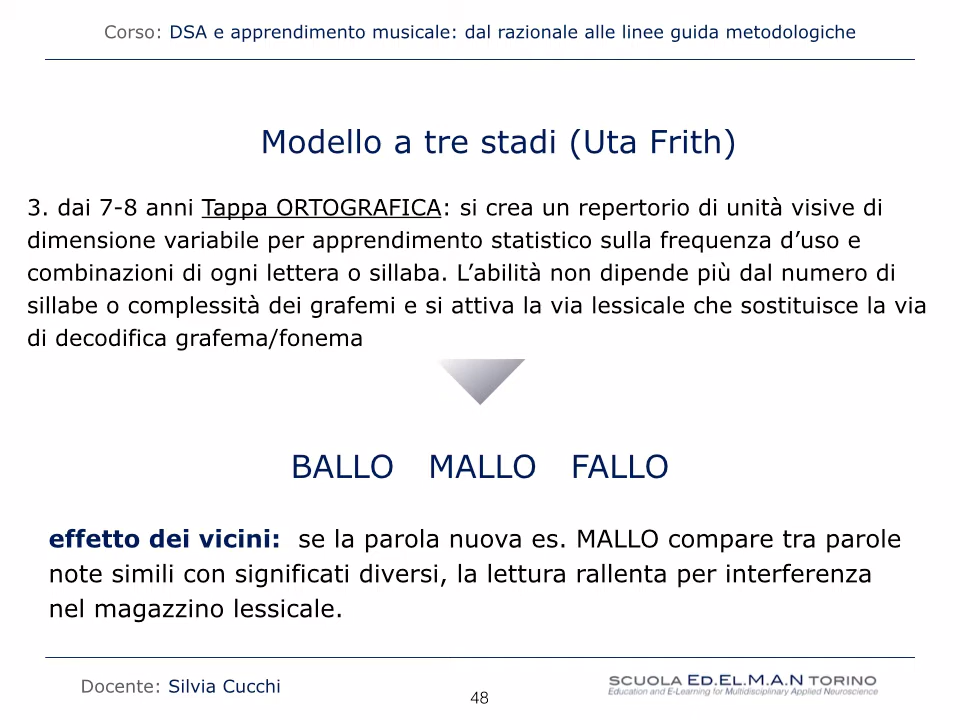 Corso: DSA e apprendimento musicale: dal razionale alle linee guida metodologiche
Modello a tre stadi (Uta Frith)
3. dai 7-8 anni Tappa ORTOGRAFICA: si crea un repertorio di unità visive di
dimensione variabile per apprendimento statistico sulla frequenza d’uso e
combinazioni di ogni lettera o sillaba. L’abilità non dipende più dal numero di
sillabe o complessità dei grafemi e si attiva la via lessicale che sostituisce la via
di decodifica grafema/fonema
BALLO MALLO FALLO
effetto dei vicini: se la parola nuova es. MALLO compare tra parole
note simili con significati diversi, la lettura rallenta per interferenza
nel magazzino lessicale.
Docente: Silvia Cucchi
48
SCUOLA ED.EL.M.A.N TORINO
Education and E-Learning for Multidisciplinary Applied Neuroscience